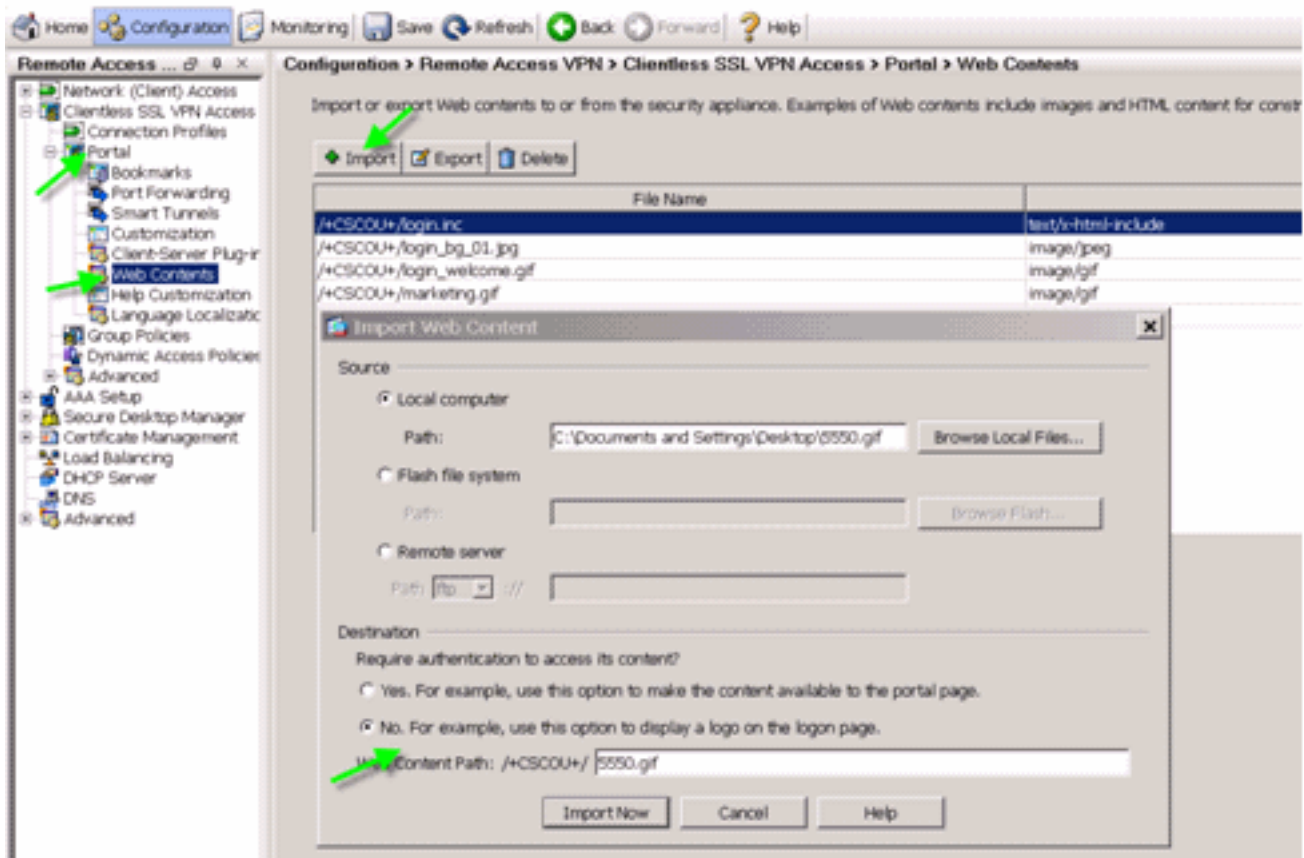 Home Configuration Monitoring Save Refresh Back Forward Help
Remote Access ...
Configuration > Remote Access VPN > Clientless SSL VPN Access > Portal > Web Contents
Network (Client) Access
Clientless SSL VPN Access
Connection Profiles
Portal
Bookmarks
Port Forwarding
Smart Tunnels
Customization
Client-Server Plug-in
Web Contents
Help Customization
Language Localizatic
Group Policies
Dynamic Access Policies
Advanced
AAA Setup
Secure Desktop Manager
Certificate Management
Load Balancing
DHCP Server
DNS
Advanced
Import or export Web contents to or from the security appliance. Examples of Web contents include images and HTML content for constr
Import Export Delete
File Name
/+CSCOU+/login.inc text/x-html-include
/+CSCOU+/login_bg_01.jpg image/jpeg
/+CSCOU+/login_welcome.gif image/gif
/+CSCOU+/marketing.gif image/gif
Import Web Content
Source
Local computer
Path: C:\Documents and Settings\Desktop\5550.gif Browse Local Files...
Flash file system
Path: Browse Flash...
Remote server
Path ftp ://
Destination
Require authentication to access its content?
Yes. For example, use this option to make the content available to the portal page.
No. For example, use this option to display a logo on the logon page.
Content Path: /+CSCOU+/ 5550.gif
Import Now Cancel Help